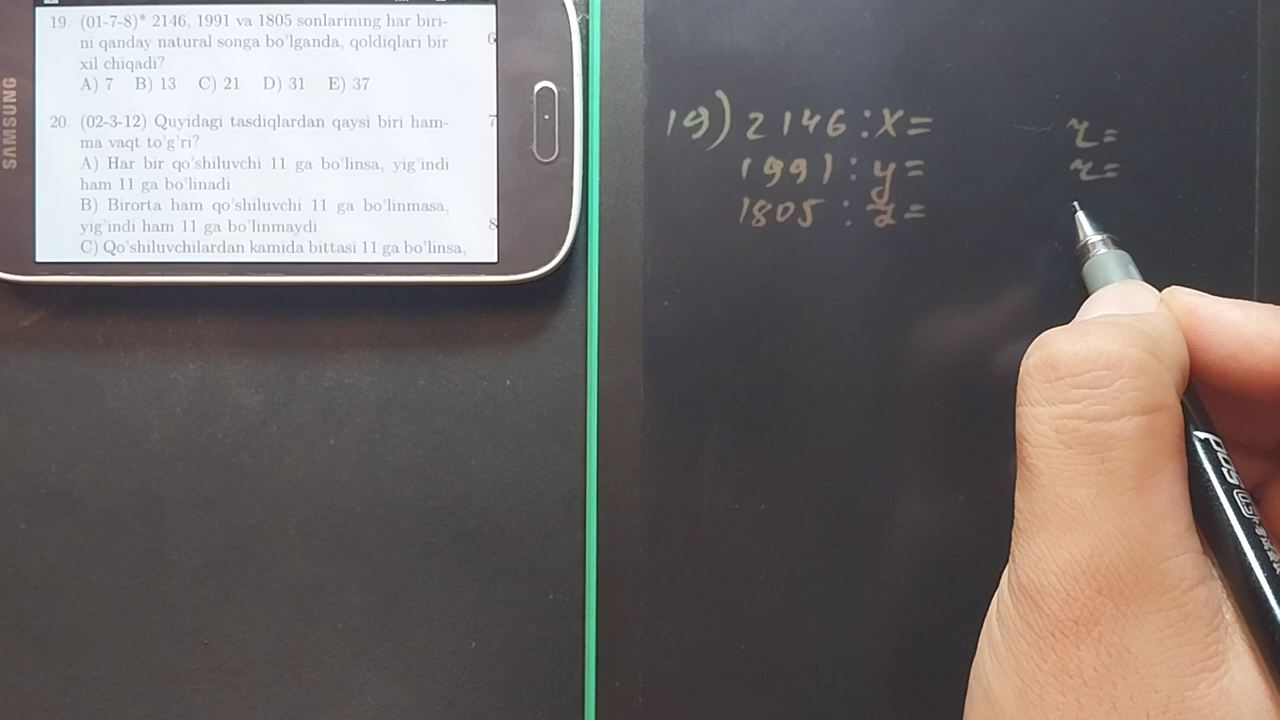 SAMSUNG
19. (01-7-8)* 2146, 1991 va 1805 sonlarining har biri-
ni qanday natural songa bo'lganda, qoldiqlari bir
xil chiqadi?
A) 7 B) 13 C) 21 D) 31 E) 37
20. (02-3-12) Quyidagi tasdiqlardan qaysi biri ham-
ma vaqt to'g'ri?
A) Har bir qo'shiluvchi 11 ga bo'linsa, yig'indi
ham 11 ga bo'linadi
B) Birorta ham qo'shiluvchi 11 ga bo'linmasa,
yig'indi ham 11 ga bo'linmaydi
C) Qo'shiluvchilardan kamida bittasi 11 ga bo'linsa,
6
7
8
19) 2146 : x = r =
1991 : y = r =
1805 : z =